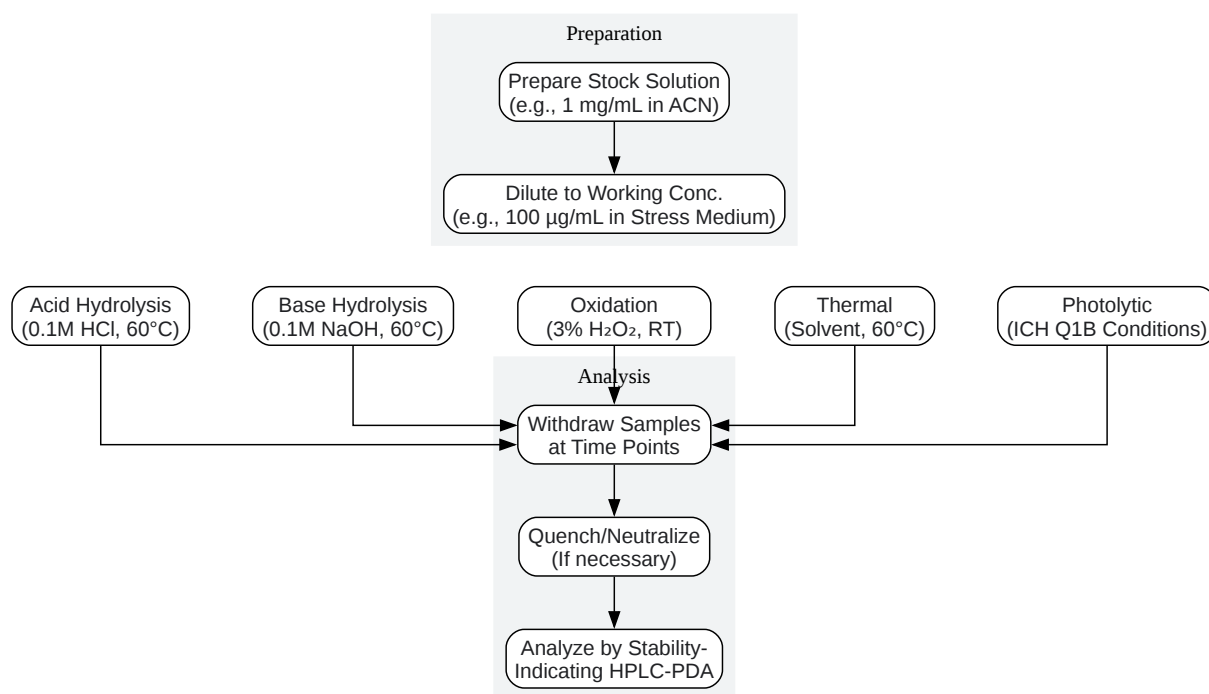 Preparation
Prepare Stock Solution
(e.g., 1 mg/mL in ACN)
Dilute to Working Conc.
(e.g., 100 µg/mL in Stress Medium)
Acid Hydrolysis
(0.1M HCl, 60°C)
Base Hydrolysis
(0.1M NaOH, 60°C)
Oxidation
(3% H₂O₂, RT)
Thermal
(Solvent, 60°C)
Photolytic
(ICH Q1B Conditions)
Analysis
Withdraw Samples
at Time Points
Quench/Neutralize
(If necessary)
Analyze by Stability-
Indicating HPLC-PDA